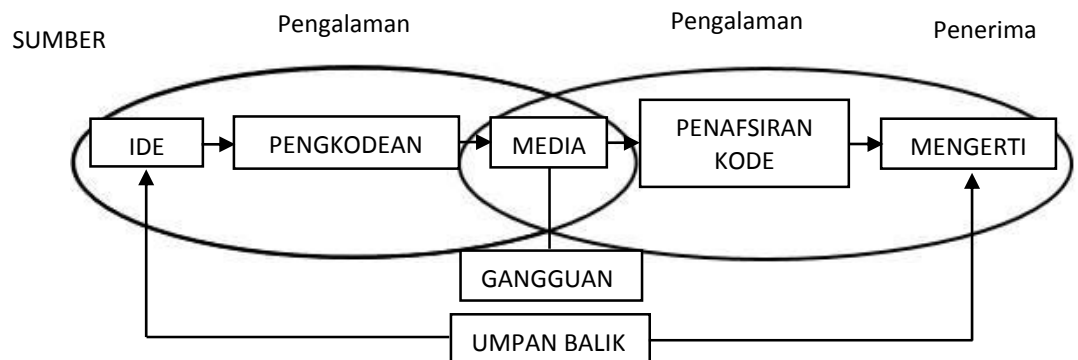 SUMBER
Pengalaman
Pengalaman
Penerima
IDE
PENGKODEAN
MEDIA
PENAFSIRAN
KODE
MENGERTI
GANGGUAN
UMPAN BALIK